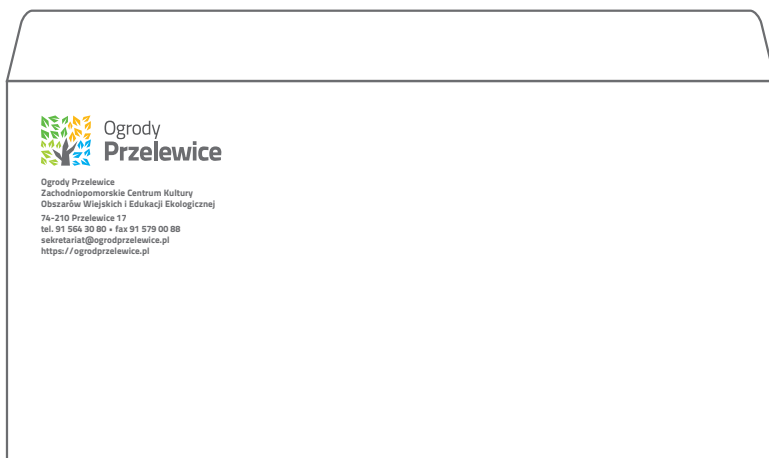 Ogrody
Przelewice
Ogrody Przelewice
Zachodniopomorskie Centrum Kultury
Obszarów Wiejskich i Edukacji Ekologicznej
74-210 Przelewice 17
tel. 91 564 30 80 • fax 91 579 00 88
sekretariat@ogrodprzelewice.pl
https://ogrodprzelewice.pl